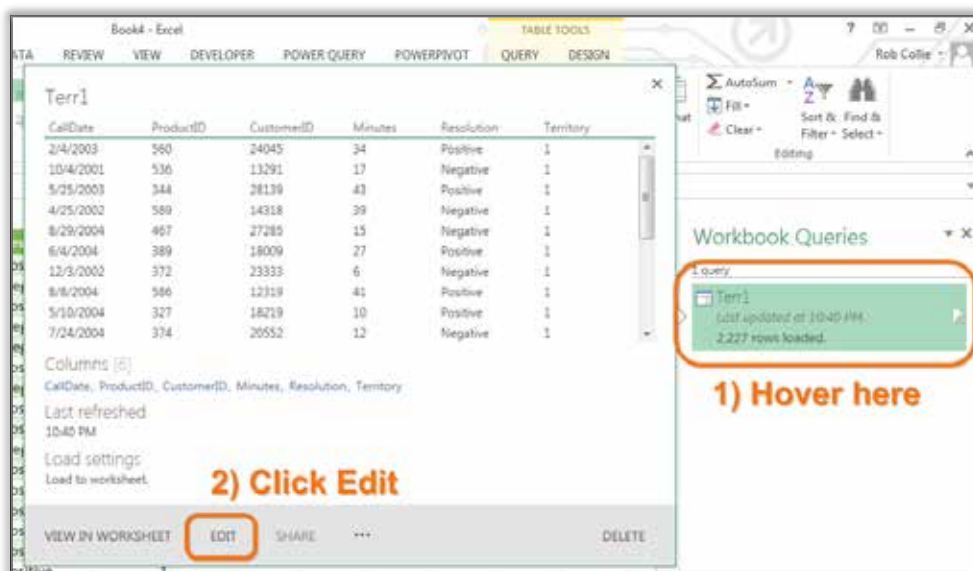 Book4 - Excel
TABLE TOOLS
?
REVIEW VIEW DEVELOPER POWER QUERY POWERPIVOT QUERY DESIGN
Rob Collie
AutoSum
Fill
Clear
Sort & Filter
Find & Select
Editing
Terr1
CallDate ProductID CustomerID Minutes Resolution Territory
2/4/2003 560 24045 34 Positive 1
10/4/2001 536 13291 17 Negative 1
5/25/2003 344 28139 43 Positive 1
4/25/2002 589 14318 39 Negative 1
8/29/2004 467 27285 15 Negative 1
6/4/2004 389 18009 27 Positive 1
12/3/2002 372 23333 6 Negative 1
8/8/2004 586 12319 41 Positive 1
5/10/2004 327 18219 10 Positive 1
7/24/2004 374 20552 12 Negative 1
Columns [6]
CallDate, ProductID, CustomerID, Minutes, Resolution, Territory
Last refreshed
10:40 PM
Load settings
Load to worksheet.
2) Click Edit
VIEW IN WORKSHEET EDIT SHARE ••• DELETE
Workbook Queries
1 query
Terr1
Last updated at 10:40 PM.
2,227 rows loaded.
1) Hover here